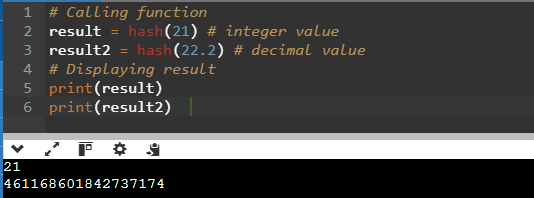 1 # Calling function
2 result = hash(21) # integer value
3 result2 = hash(22.2) # decimal value
4 # Displaying result
5 print(result)
6 print(result2)
21
461168601842737174